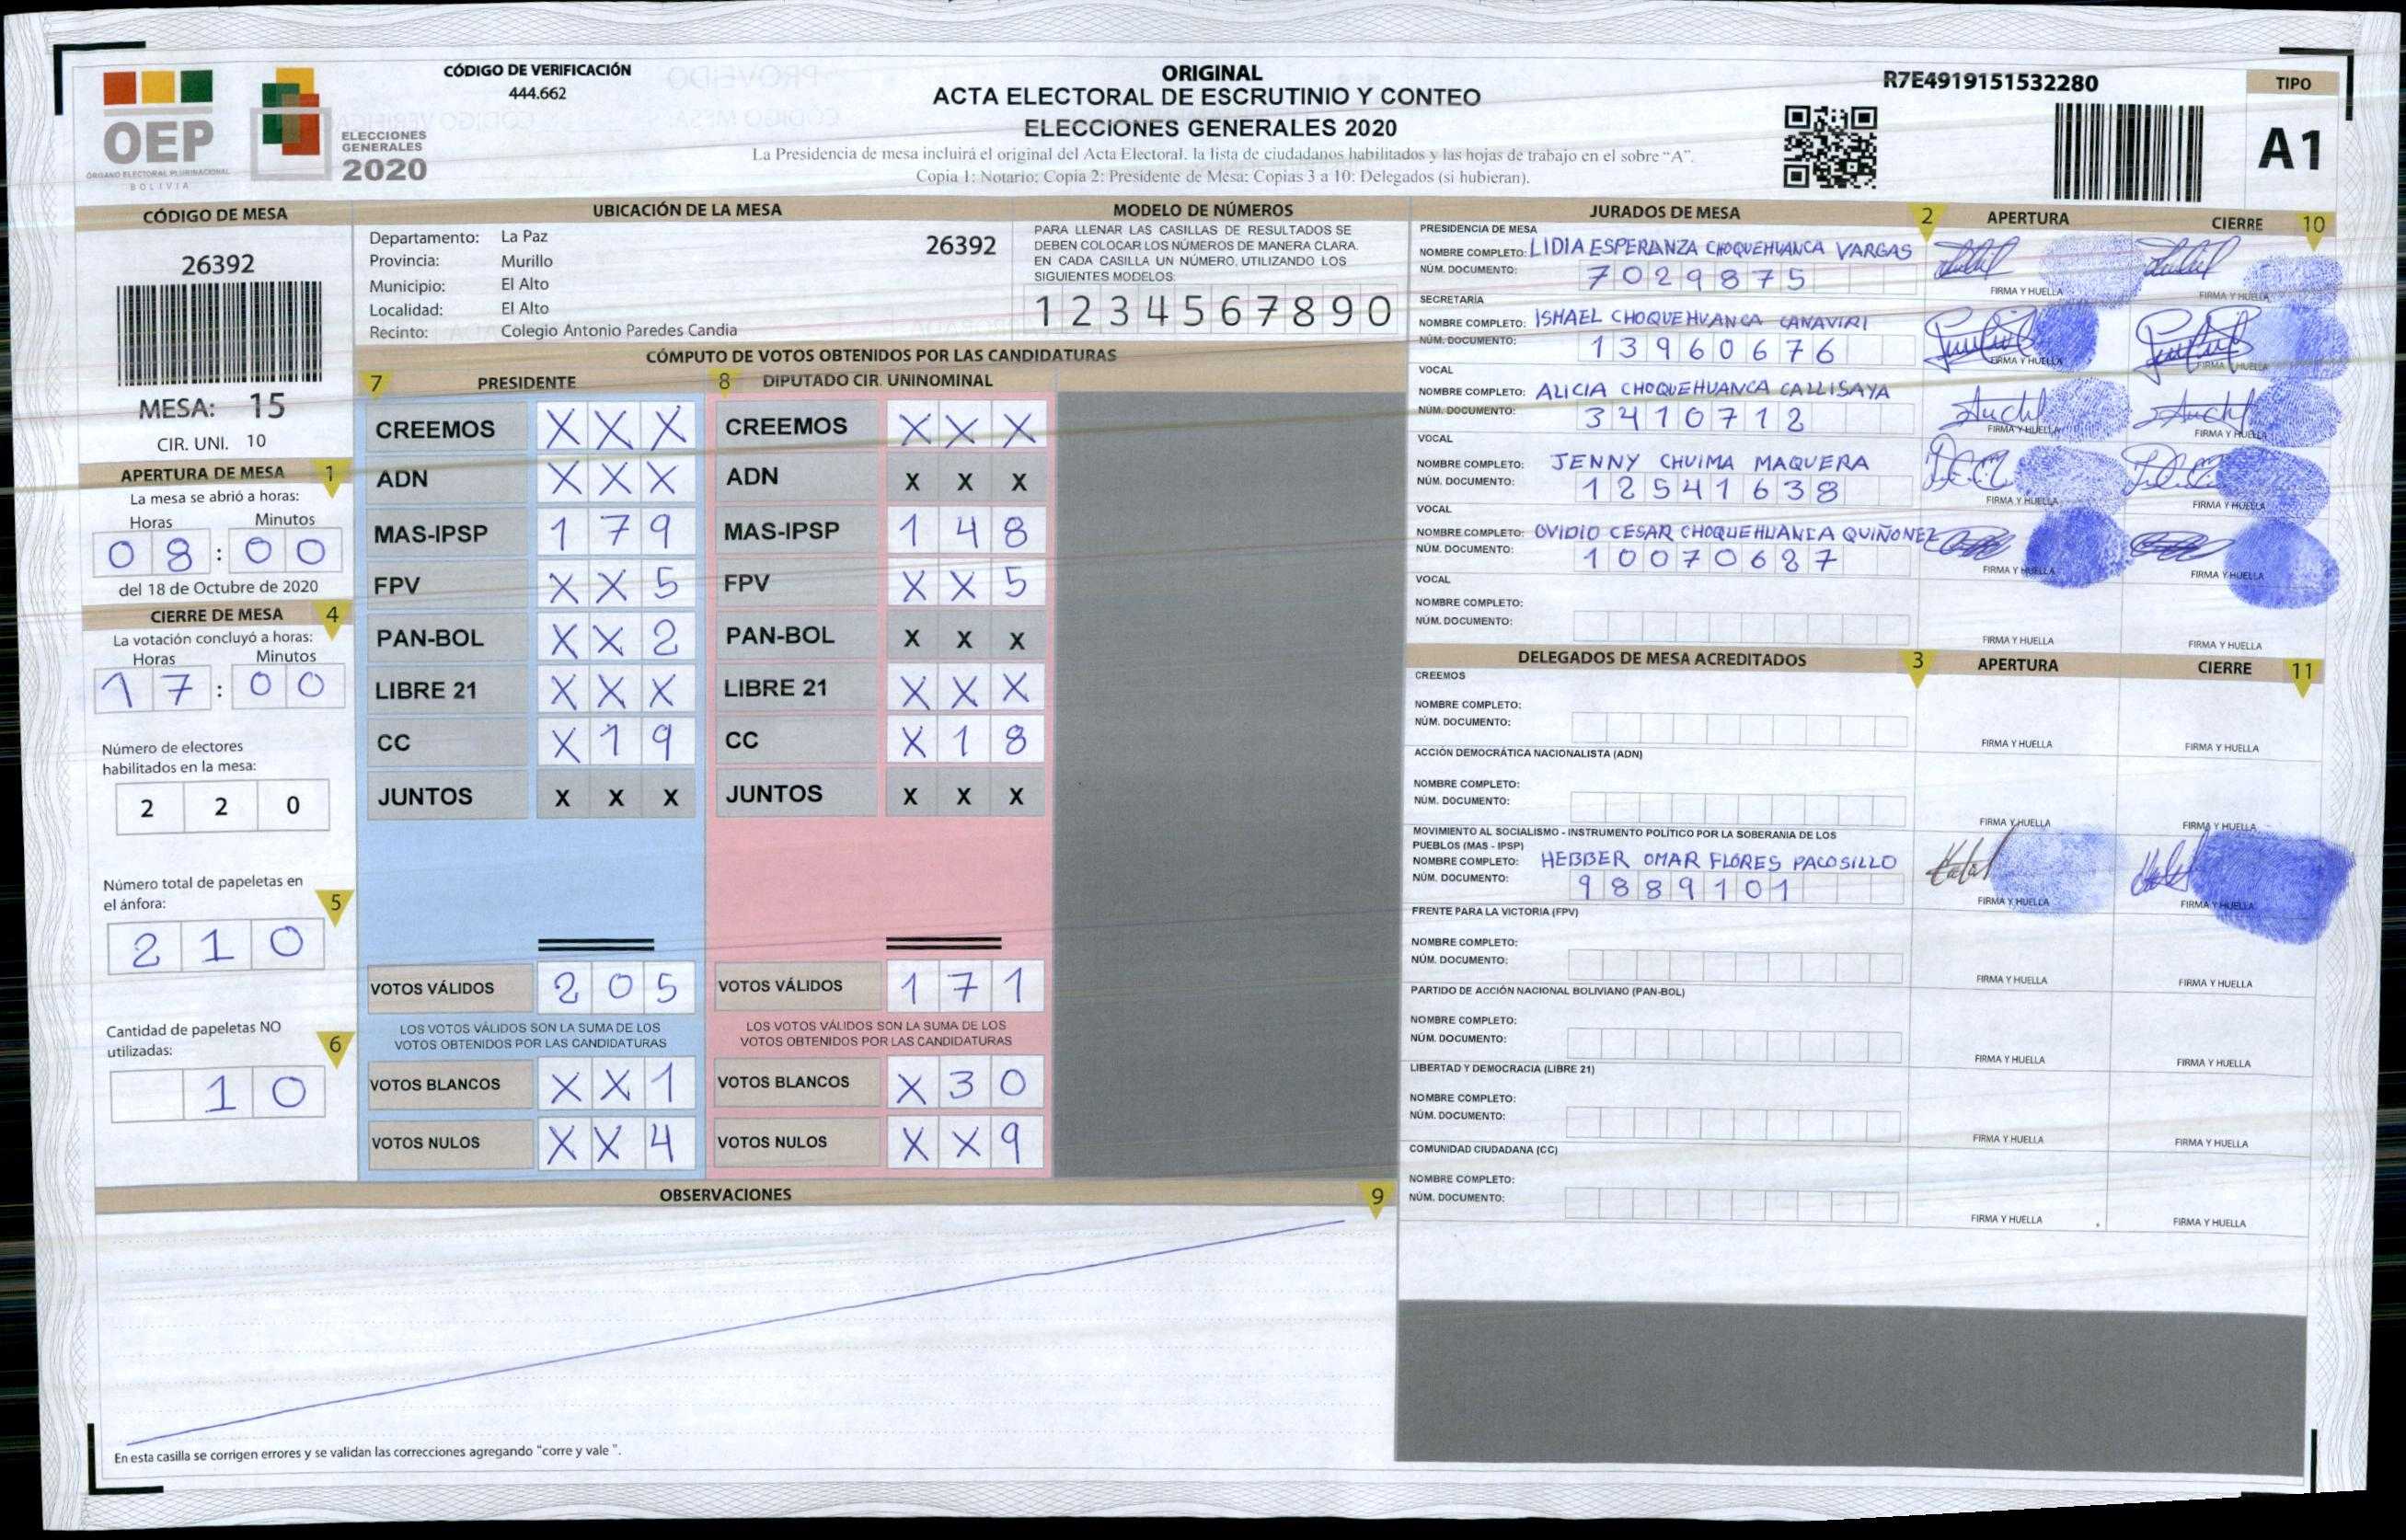 CÓDIGO DE VERIFICACIÓN
444.662
OEP
ÓRGANO ELECTORAL PLURINACIONAL
BOLIVIA
ELECCIONES
GENERALES
2020
ORIGINAL
ACTA ELECTORAL DE ESCRUTINIO Y CONTEO
ELECCIONES GENERALES 2020
La Presidencia de mesa incluirá el original del Acta Electoral. la lista de ciudadanos habilitados y las hojas de trabajo en el sobre "A".
Copia 1: Notario; Copia 2: Presidente de Mesa; Copias 3 a 10: Delegados (si hubieran).
R7E4919151532280
TIPO
A1
CÓDIGO DE MESA
26392
MESA: 15
CIR. UNI. 10
APERTURA DE MESA 1
La mesa se abrió a horas:
Horas Minutos
08:00
del 18 de Octubre de 2020
CIERRE DE MESA 4
La votación concluyó a horas:
Horas Minutos
17:00
Número de electores
habilitados en la mesa:
2 2 0
Número total de papeletas en
el ánfora: 5
2 1 0
Cantidad de papeletas NO
utilizadas: 6
1 0
UBICACIÓN DE LA MESA
Departamento: La Paz
26392
Provincia: Murillo
Municipio: El Alto
Localidad: El Alto
Recinto: Colegio Antonio Paredes Candia
MODELO DE NÚMEROS
PARA LLENAR LAS CASILLAS DE RESULTADOS SE
DEBEN COLOCAR LOS NÚMEROS DE MANERA CLARA.
EN CADA CASILLA UN NÚMERO, UTILIZANDO LOS
SIGUIENTES MODELOS:
1 2 3 4 5 6 7 8 9 0
CÓMPUTO DE VOTOS OBTENIDOS POR LAS CANDIDATURAS
7 PRESIDENTE
CREEMOS X X X
ADN X X X
MAS-IPSP 1 7 9
FPV X X 5
PAN-BOL X X 2
LIBRE 21 X X X
CC X 1 9
JUNTOS X X X
VOTOS VÁLIDOS 2 0 5
LOS VOTOS VÁLIDOS SON LA SUMA DE LOS
VOTOS OBTENIDOS POR LAS CANDIDATURAS
VOTOS BLANCOS X X 1
VOTOS NULOS X X 4
8 DIPUTADO CIR. UNINOMINAL
CREEMOS X X X
ADN X X X
MAS-IPSP 1 4 8
FPV X X 5
PAN-BOL X X X
LIBRE 21 X X X
CC X 1 8
JUNTOS X X X
VOTOS VÁLIDOS 1 7 1
LOS VOTOS VÁLIDOS SON LA SUMA DE LOS
VOTOS OBTENIDOS POR LAS CANDIDATURAS
VOTOS BLANCOS X 3 0
VOTOS NULOS X X 9
OBSERVACIONES 9
En esta casilla se corrigen errores y se validan las correcciones agregando "corre y vale ".
JURADOS DE MESA 2 APERTURA CIERRE 10
PRESIDENCIA DE MESA
NOMBRE COMPLETO: LIDIA ESPERANZA CHOQUEHUANCA VARGAS
NÚM. DOCUMENTO: 7029875
FIRMA Y HUELLA FIRMA Y HUELLA
SECRETARÍA
NOMBRE COMPLETO: ISMAEL CHOQUEHUANCA CANAVIRI
NÚM. DOCUMENTO: 13960676
FIRMA Y HUELLA FIRMA Y HUELLA
VOCAL
NOMBRE COMPLETO: ALICIA CHOQUEHUANCA CALLISAYA
NÚM. DOCUMENTO: 3410712
FIRMA Y HUELLA FIRMA Y HUELLA
VOCAL
NOMBRE COMPLETO: JENNY CHUIMA MAQUERA
NÚM. DOCUMENTO: 12541638
FIRMA Y HUELLA FIRMA Y HUELLA
VOCAL
NOMBRE COMPLETO: OVIDIO CESAR CHOQUEHUANCA QUIÑONEZ
NÚM. DOCUMENTO: 10070687
FIRMA Y HUELLA FIRMA Y HUELLA
VOCAL
NOMBRE COMPLETO:
NÚM. DOCUMENTO:
FIRMA Y HUELLA FIRMA Y HUELLA
DELEGADOS DE MESA ACREDITADOS 3 APERTURA CIERRE 11
CREEMOS
NOMBRE COMPLETO:
NÚM. DOCUMENTO:
FIRMA Y HUELLA FIRMA Y HUELLA
ACCIÓN DEMOCRÁTICA NACIONALISTA (ADN)
NOMBRE COMPLETO:
NÚM. DOCUMENTO:
FIRMA Y HUELLA FIRMA Y HUELLA
MOVIMIENTO AL SOCIALISMO - INSTRUMENTO POLÍTICO POR LA SOBERANIA DE LOS
PUEBLOS (MAS - IPSP)
NOMBRE COMPLETO: HEBBER OMAR FLORES PACOSILLO
NÚM. DOCUMENTO: 9889101
FIRMA Y HUELLA FIRMA Y HUELLA
FRENTE PARA LA VICTORIA (FPV)
NOMBRE COMPLETO:
NÚM. DOCUMENTO:
FIRMA Y HUELLA FIRMA Y HUELLA
PARTIDO DE ACCIÓN NACIONAL BOLIVIANO (PAN-BOL)
NOMBRE COMPLETO:
NÚM. DOCUMENTO:
FIRMA Y HUELLA FIRMA Y HUELLA
LIBERTAD Y DEMOCRACIA (LIBRE 21)
NOMBRE COMPLETO:
NÚM. DOCUMENTO:
FIRMA Y HUELLA FIRMA Y HUELLA
COMUNIDAD CIUDADANA (CC)
NOMBRE COMPLETO:
NÚM. DOCUMENTO:
FIRMA Y HUELLA FIRMA Y HUELLA